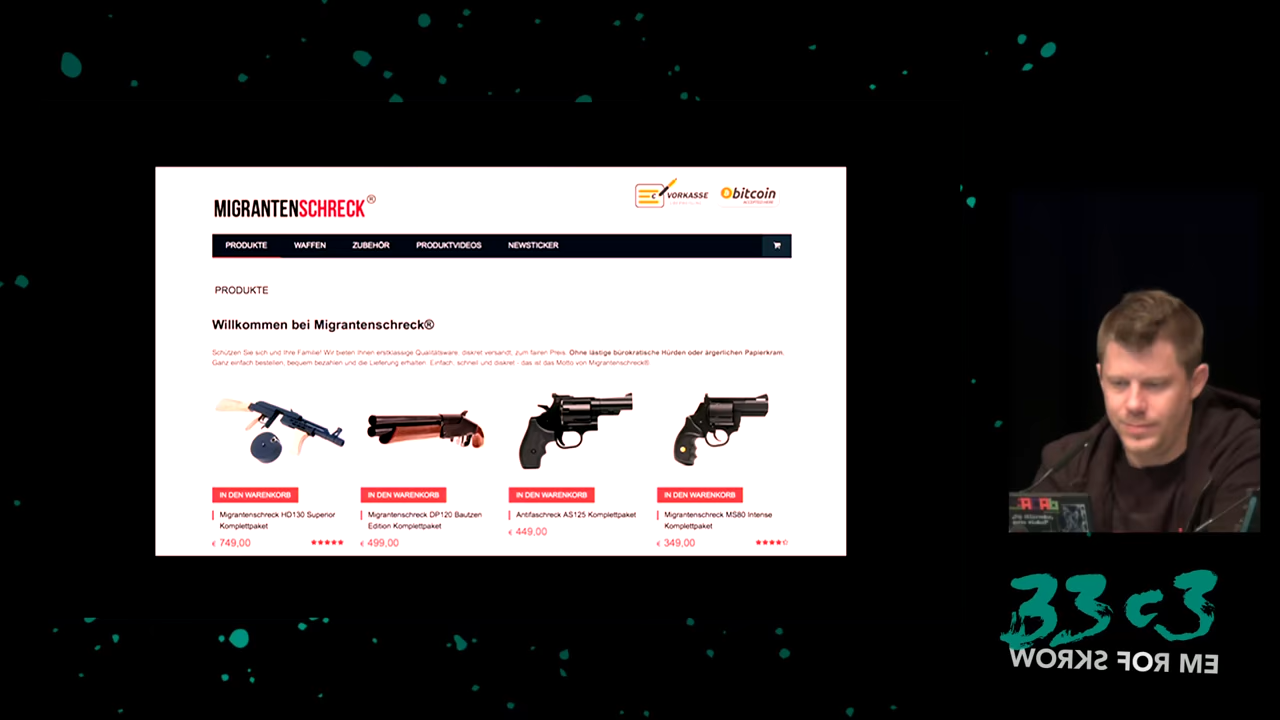 MIGRANTENSCHRECK®
VORKASSE
bitcoin
PRODUKTE WAFFEN ZUBEHÖR PRODUKTVIDEOS NEWSTICKER
PRODUKTE
Willkommen bei Migrantenschreck®
Schützen Sie sich und Ihre Familie! Wir bieten Ihnen erstklassige Qualitätsware, diskret versandt, zum fairen Preis. Ohne lästige bürokratische Hürden oder ärgerlichen Papierkram.
Ganz einfach bestellen, bequem bezahlen und die Lieferung erhalten. Einfach, schnell und diskret - das ist das Motto von Migrantenschreck®.
IN DEN WARENKORB IN DEN WARENKORB IN DEN WARENKORB IN DEN WARENKORB
Migrantenschreck HD130 Superior
Komplettpaket
€ 749,00
Migrantenschreck DP120 Bautzen
Edition Komplettpaket
€ 499,00
Antifaschreck AS125 Komplettpaket
€ 449,00
Migrantenschreck MS80 Intense
Komplettpaket
€ 349,00
33c3
WORKS FOR ME